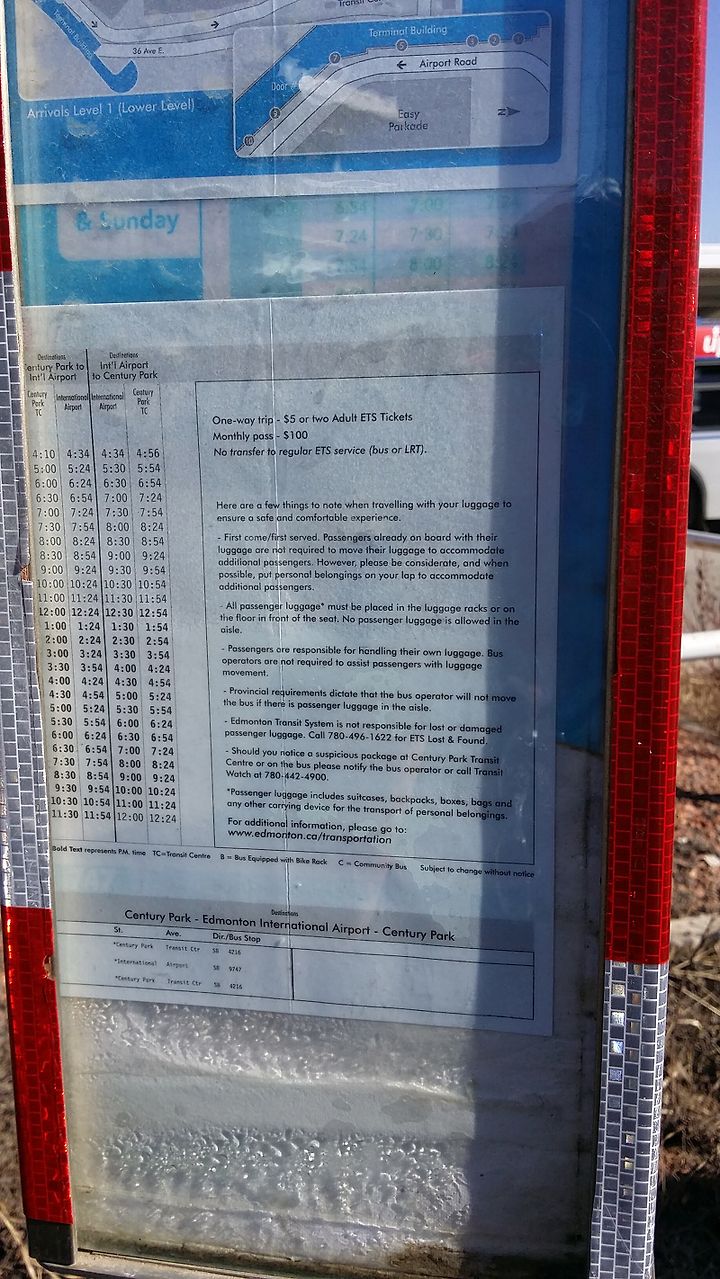 Terminal Building
36 Ave E.
Arrivals Level 1 (Lower Level)
Terminal Building
Airport Road
Door
Easy
Parkade
N
& Sunday
7:00
7.24 7:30
8:00
Destinations Destinations
Century Park to Int'l Airport
Int'l Airport to Century Park
Century International International Century
Park Airport Airport Park
TC TC
4:10 4:34 4:34 4:56
5:00 5:24 5:30 5:54
6:00 6:24 6:30 6:54
6:30 6:54 7:00 7:24
7:00 7:24 7:30 7:54
7:30 7:54 8:00 8:24
8:00 8:24 8:30 8:54
8:30 8:54 9:00 9:24
9:00 9:24 9:30 9:54
10:00 10:24 10:30 10:54
11:00 11:24 11:30 11:54
12:00 12:24 12:30 12:54
1:00 1:24 1:30 1:54
2:00 2:24 2:30 2:54
3:00 3:24 3:30 3:54
3:30 3:54 4:00 4:24
4:00 4:24 4:30 4:54
4:30 4:54 5:00 5:24
5:00 5:24 5:30 5:54
5:30 5:54 6:00 6:24
6:00 6:24 6:30 6:54
6:30 6:54 7:00 7:24
7:30 7:54 8:00 8:24
8:30 8:54 9:00 9:24
9:30 9:54 10:00 10:24
10:30 10:54 11:00 11:24
11:30 11:54 12:00 12:24
One-way trip - $5 or two Adult ETS Tickets
Monthly pass - $100
No transfer to regular ETS service (bus or LRT).
Here are a few things to note when travelling with your luggage to
ensure a safe and comfortable experience.
- First come/first served. Passengers already on board with their
luggage are not required to move their luggage to accommodate
additional passengers. However, please be considerate, and when
possible, put personal belongings on your lap to accommodate
additional passengers.
- All passenger luggage* must be placed in the luggage racks or on
the floor in front of the seat. No passenger luggage is allowed in the
aisle.
- Passengers are responsible for handling their own luggage. Bus
operators are not required to assist passengers with luggage
movement.
- Provincial requirements dictate that the bus operator will not move
the bus if there is passenger luggage in the aisle.
- Edmonton Transit System is not responsible for lost or damaged
passenger luggage. Call 780-496-1622 for ETS Lost & Found.
- Should you notice a suspicious package at Century Park Transit
Centre or on the bus please notify the bus operator or call Transit
Watch at 780-442-4900.
*Passenger luggage includes suitcases, backpacks, boxes, bags and
any other carrying device for the transport of personal belongings.
For additional information, please go to:
www.edmonton.ca/transportation
Bold Text represents P.M. time TC=Transit Centre B = Bus Equipped with Bike Rack C = Community Bus Subject to change without notice
Destinations
Century Park - Edmonton International Airport - Century Park
St. Ave. Dir./Bus Stop
*Century Park Transit Ctr SB 4216
*International Airport SB 9747
*Century Park Transit Ctr SB 4216